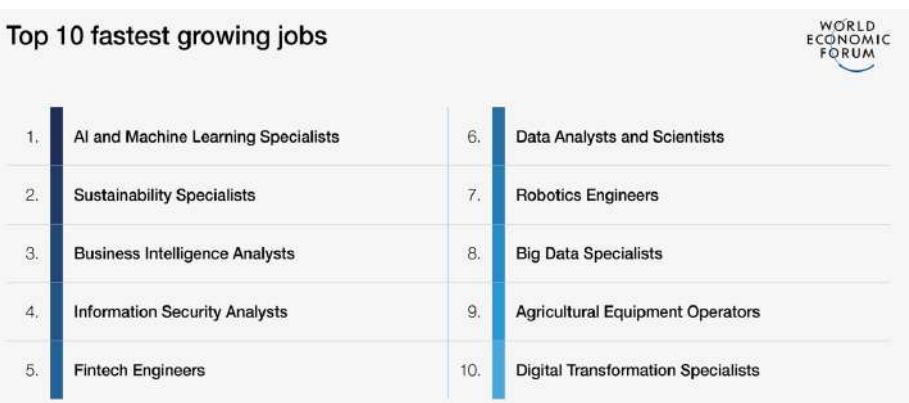 Top 10 fastest growing jobs
WORLD
ECONOMIC
FORUM
1. AI and Machine Learning Specialists
2. Sustainability Specialists
3. Business Intelligence Analysts
4. Information Security Analysts
5. Fintech Engineers
6. Data Analysts and Scientists
7. Robotics Engineers
8. Big Data Specialists
9. Agricultural Equipment Operators
10. Digital Transformation Specialists